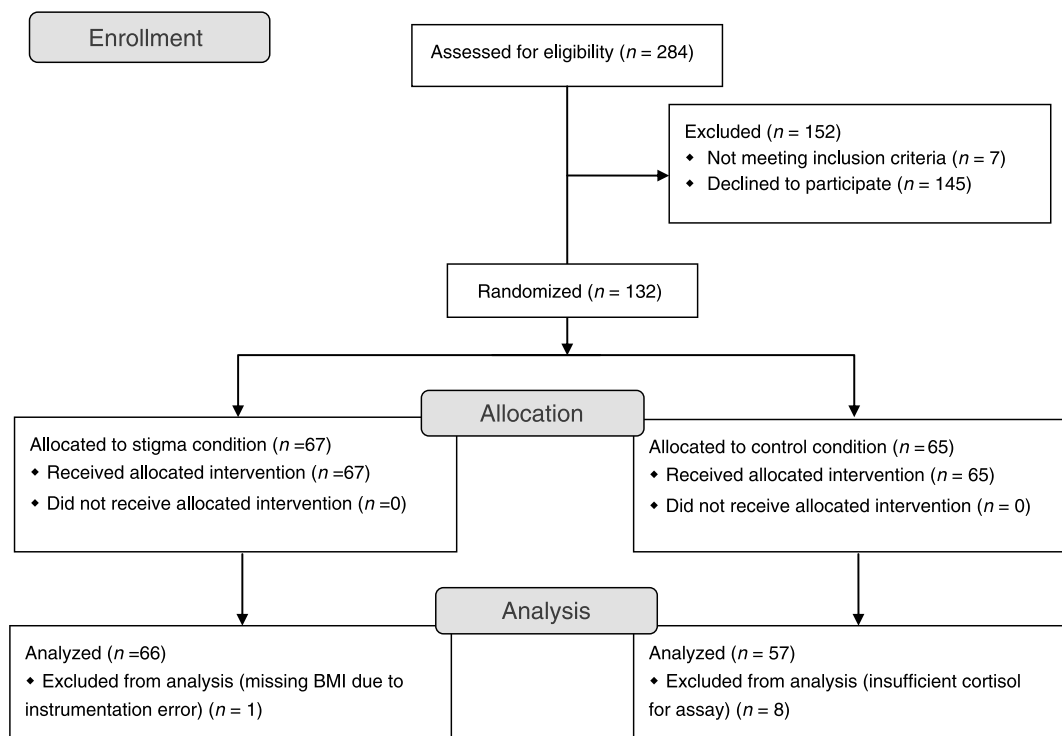 Enrollment
Assessed for eligibility (n = 284)
Excluded (n = 152)
◆ Not meeting inclusion criteria (n = 7)
◆ Declined to participate (n = 145)
Randomized (n = 132)
Allocation
Allocated to stigma condition (n =67)
◆ Received allocated intervention (n =67)
◆ Did not receive allocated intervention (n =0)
Allocated to control condition (n = 65)
◆ Received allocated intervention (n = 65)
◆ Did not receive allocated intervention (n = 0)
Analysis
Analyzed (n =66)
◆ Excluded from analysis (missing BMI due to
instrumentation error) (n = 1)
Analyzed (n = 57)
◆ Excluded from analysis (insufficient cortisol
for assay) (n = 8)